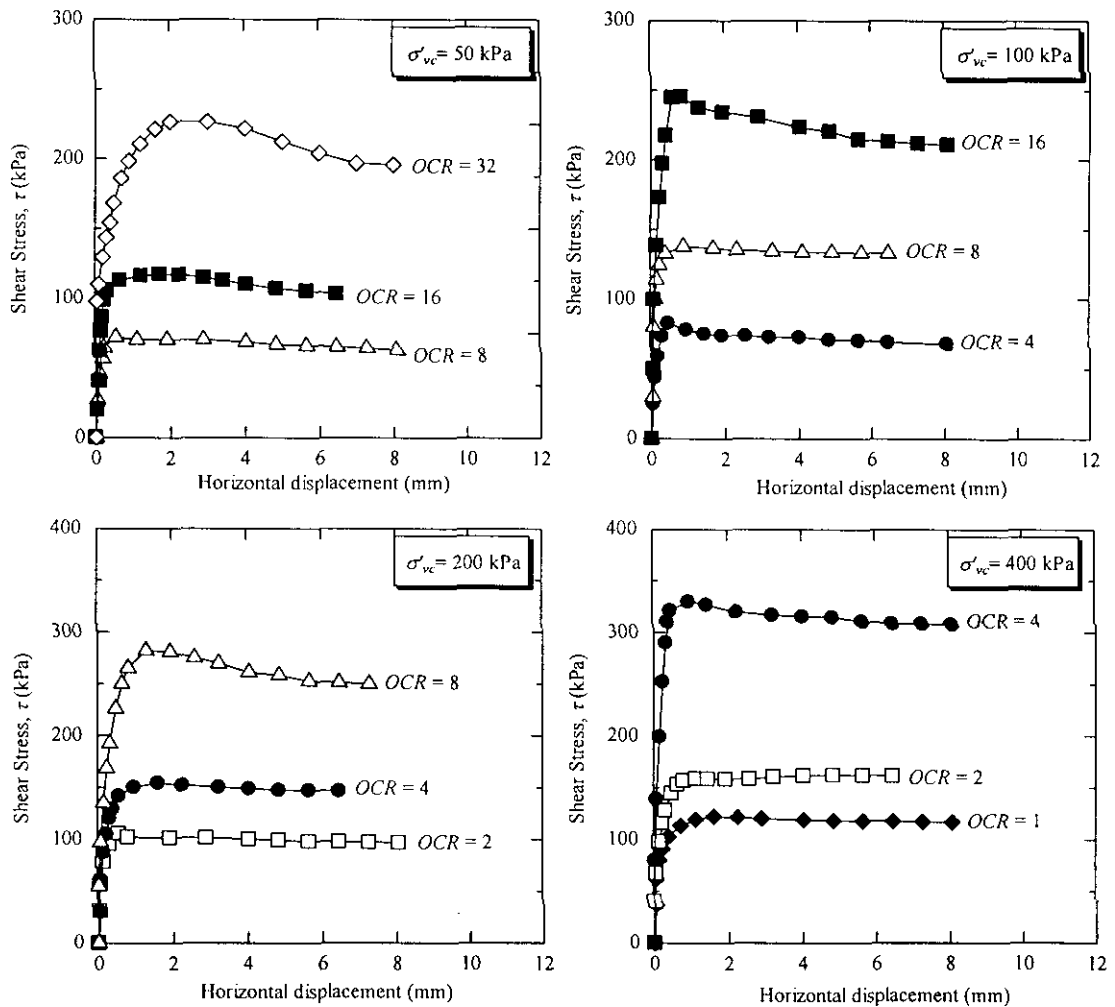 300
200
100
0
Shear Stress, τ (kPa)
σ'vc= 50 kPa
OCR = 32
OCR = 16
OCR = 8
0 2 4 6 8 10 12
Horizontal displacement (mm)
300
200
100
0
Shear Stress, τ (kPa)
σ'vc= 100 kPa
OCR = 16
OCR = 8
OCR = 4
0 2 4 6 8 10 12
Horizontal displacement (mm)
400
300
200
100
0
Shear Stress, τ (kPa)
σ'vc= 200 kPa
OCR = 8
OCR = 4
OCR = 2
0 2 4 6 8 10 12
Horizontal displacement (mm)
400
300
200
100
0
Shear Stress, τ (kPa)
σ'vc= 400 kPa
OCR = 4
OCR = 2
OCR = 1
0 2 4 6 8 10 12
Horizontal displacement (mm)